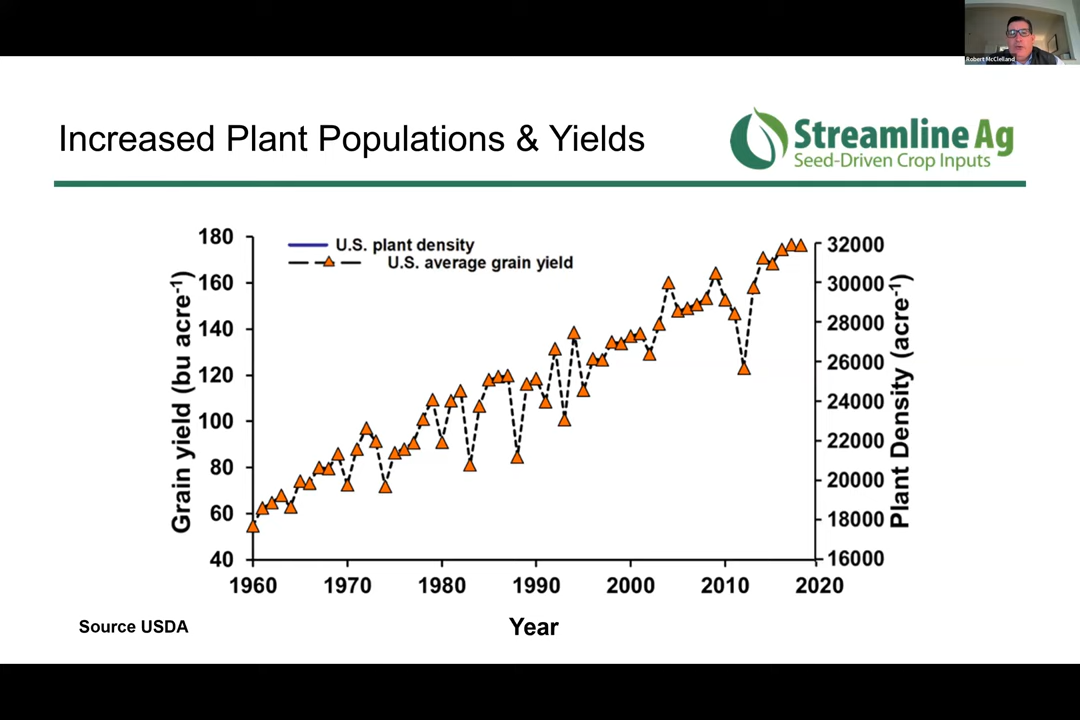 Robert McClelland
Increased Plant Populations & Yields
Streamline Ag
Seed-Driven Crop Inputs
U.S. plant density
U.S. average grain yield
Grain yield (bu acre⁻¹)
180
160
140
120
100
80
60
40
32000
30000
28000
26000
24000
22000
20000
18000
16000
Plant Density (acre⁻¹)
1960 1970 1980 1990 2000 2010 2020
Year
Source USDA